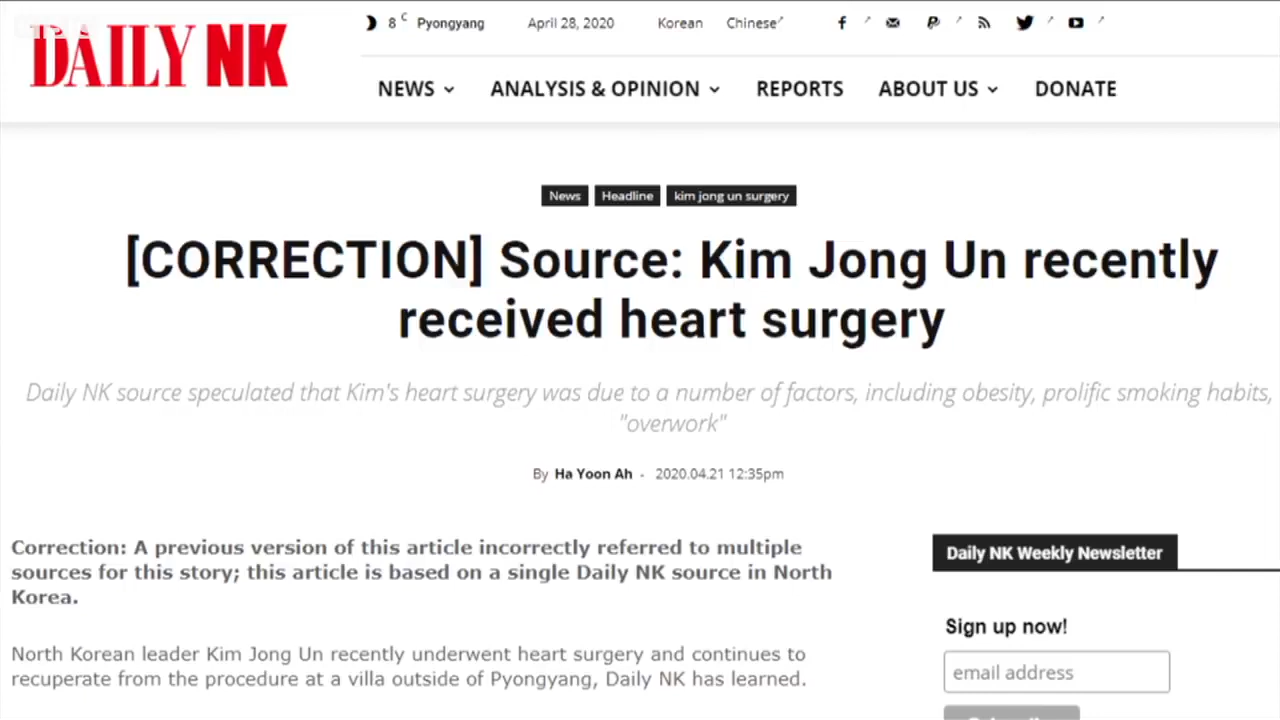 DAILY NK
8 C Pyongyang April 28, 2020 Korean Chinese
NEWS ANALYSIS & OPINION REPORTS ABOUT US DONATE
News Headline kim jong un surgery
[CORRECTION] Source: Kim Jong Un recently
received heart surgery
Daily NK source speculated that Kim's heart surgery was due to a number of factors, including obesity, prolific smoking habits,
"overwork"
By Ha Yoon Ah - 2020.04.21 12:35pm
Correction: A previous version of this article incorrectly referred to multiple
sources for this story; this article is based on a single Daily NK source in North
Korea.
North Korean leader Kim Jong Un recently underwent heart surgery and continues to
recuperate from the procedure at a villa outside of Pyongyang, Daily NK has learned.
Daily NK Weekly Newsletter
Sign up now!
email address